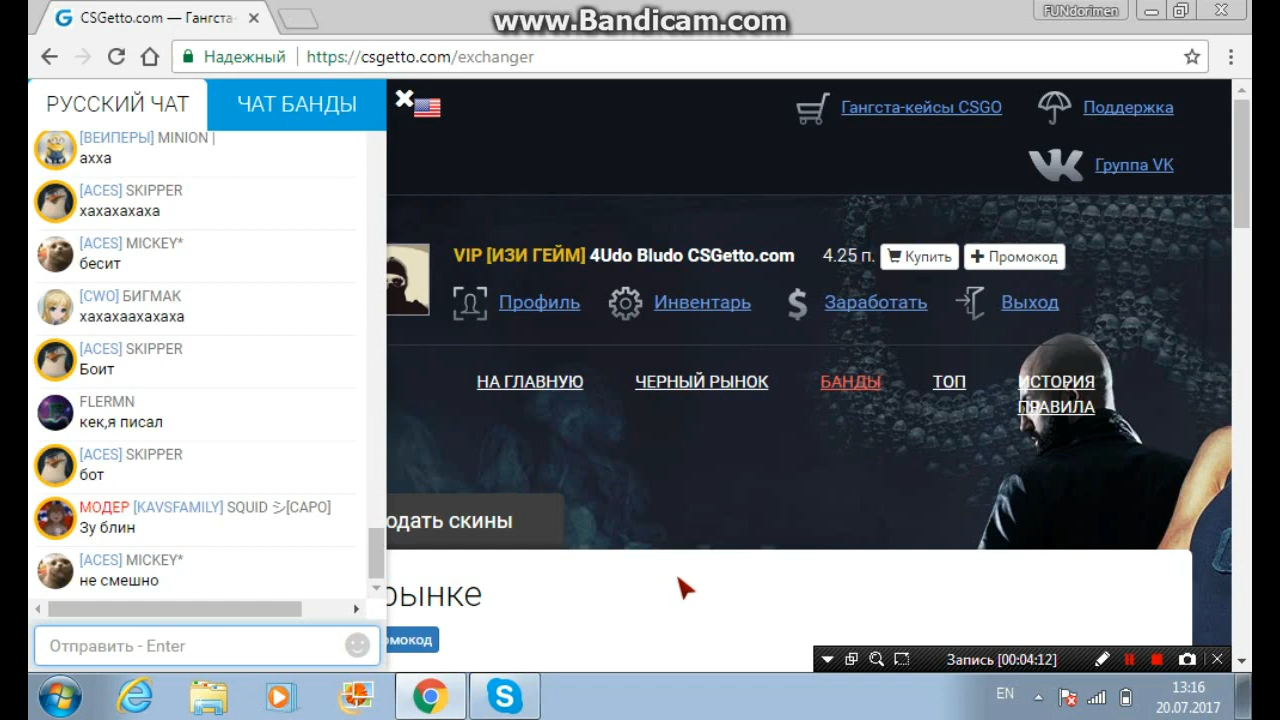 www.Bandicam.com
CSGetto.com — Гангста-
FUNdorimen
Надежный
https://csgetto.com/exchanger
РУССКИЙ ЧАТ
ЧАТ БАНДЫ
[ВЕЙПЕРЫ] MINION |
ахха
[ACES] SKIPPER
хахахахаха
[ACES] MICKEY*
бесит
[CWO] БИГМАК
хахахаахахаха
[ACES] SKIPPER
Боит
FLERMN
кек,я писал
[ACES] SKIPPER
бот
МОДЕР [KAVSFAMILY] SQUID シ[CAPO]
Зу блин
[ACES] MICKEY*
не смешно
Отправить - Enter
Гангста-кейсы CSGO
Поддержка
Группа VK
VIP [ИЗИ ГЕЙМ] 4Udo Bludo CSGetto.com
4.25 п.
Купить
Промокод
Профиль
Инвентарь
Заработать
Выход
НА ГЛАВНУЮ
ЧЕРНЫЙ РЫНОК
БАНДЫ
ТОП
ИСТОРИЯ
ПРАВИЛА
одать скины
рынке
омокод
Запись [00:04:12]
EN
13:16
20.07.2017